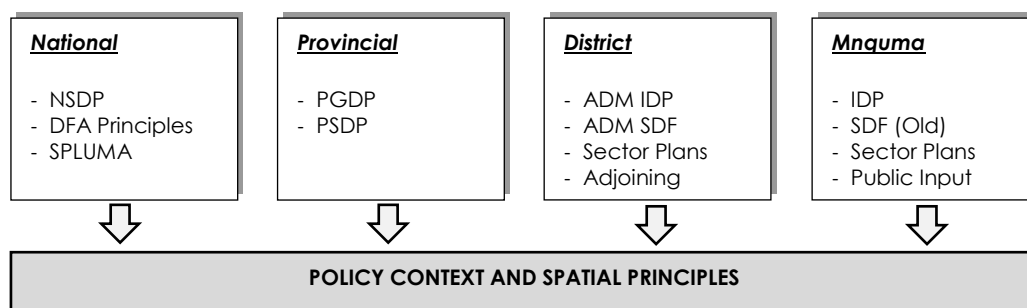 National
- NSDP
- DFA Principles
- SPLUMA
Provincial
- PGDP
- PSDP
District
- ADM IDP
- ADM SDF
- Sector Plans
- Adjoining
Mnquma
- IDP
- SDF (Old)
- Sector Plans
- Public Input
POLICY CONTEXT AND SPATIAL PRINCIPLES